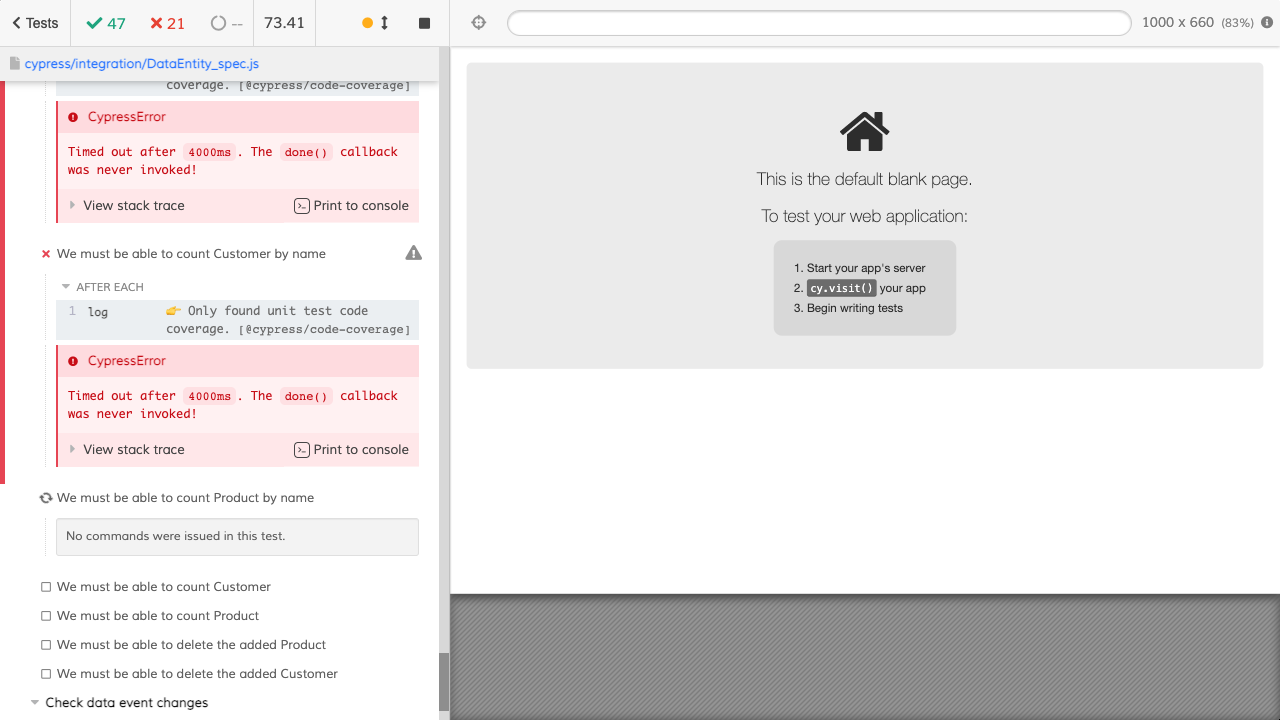 Tests 47 21 -- 73.41
1000 x 660 (83%)
cypress/integration/DataEntity_spec.js
coverage. [@cypress/code-coverage]
CypressError
Timed out after 4000ms. The done() callback
was never invoked!
View stack trace Print to console
We must be able to count Customer by name
AFTER EACH
1 log 👉 Only found unit test code
coverage. [@cypress/code-coverage]
CypressError
Timed out after 4000ms. The done() callback
was never invoked!
View stack trace Print to console
We must be able to count Product by name
No commands were issued in this test.
We must be able to count Customer
We must be able to count Product
We must be able to delete the added Product
We must be able to delete the added Customer
Check data event changes
This is the default blank page.
To test your web application:
1. Start your app's server
2. cy.visit() your app
3. Begin writing tests